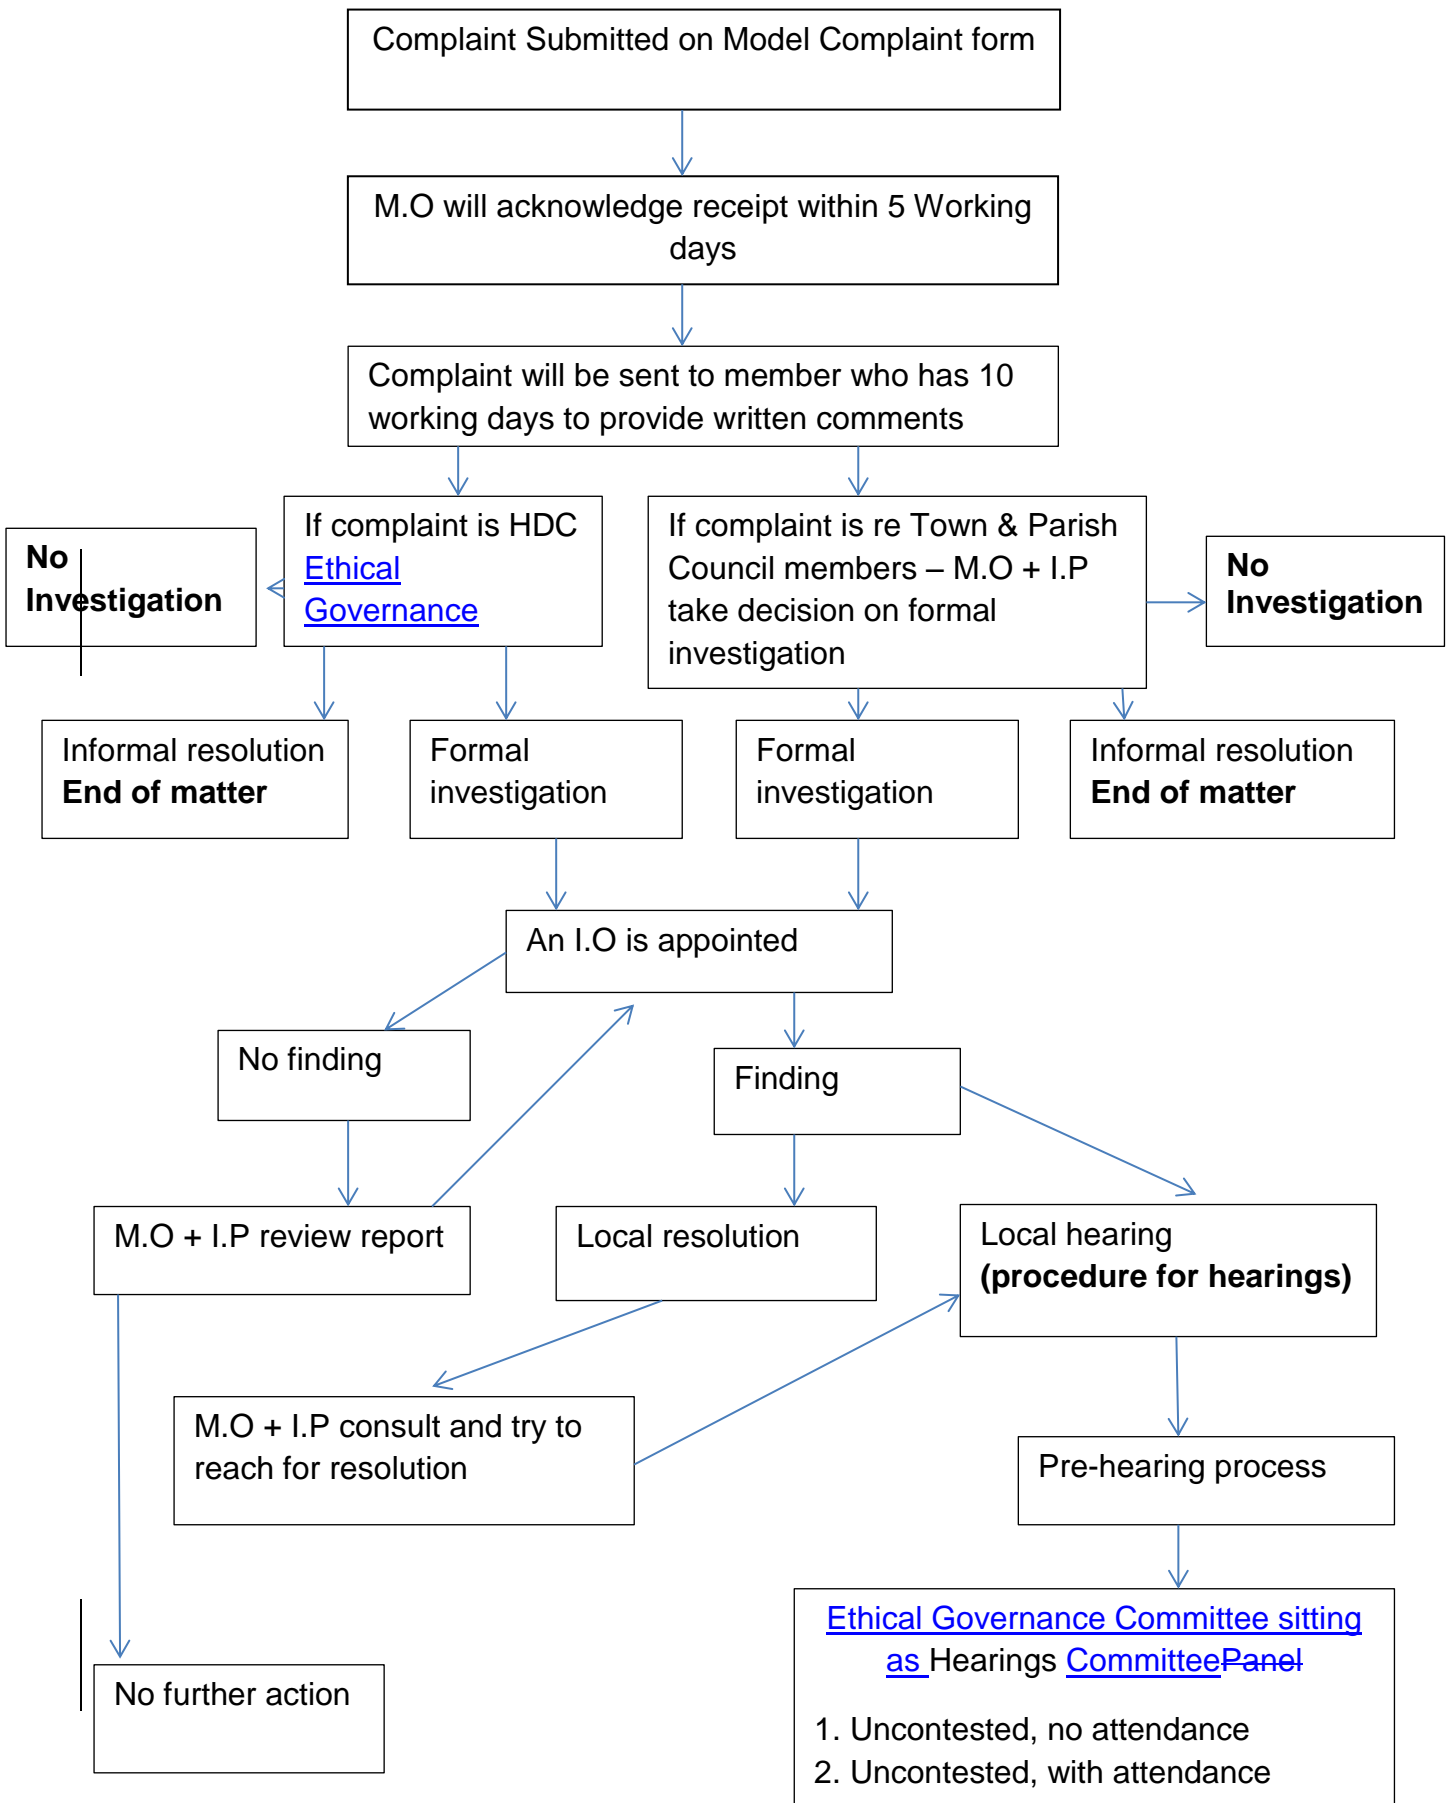 Complaint Submitted on Model Complaint form
M.O will acknowledge receipt within 5 Working
days
Complaint will be sent to member who has 10
working days to provide written comments
No
Investigation
If complaint is HDC
Ethical
Governance
If complaint is re Town & Parish
Council members – M.O + I.P
take decision on formal
investigation
No
Investigation
Informal resolution
End of matter
Formal
investigation
Formal
investigation
Informal resolution
End of matter
An I.O is appointed
No finding
Finding
M.O + I.P review report
Local resolution
Local hearing
(procedure for hearings)
M.O + I.P consult and try to
reach for resolution
Pre-hearing process
No further action
Ethical Governance Committee sitting
as Hearings CommitteePanel
1. Uncontested, no attendance
2. Uncontested, with attendance